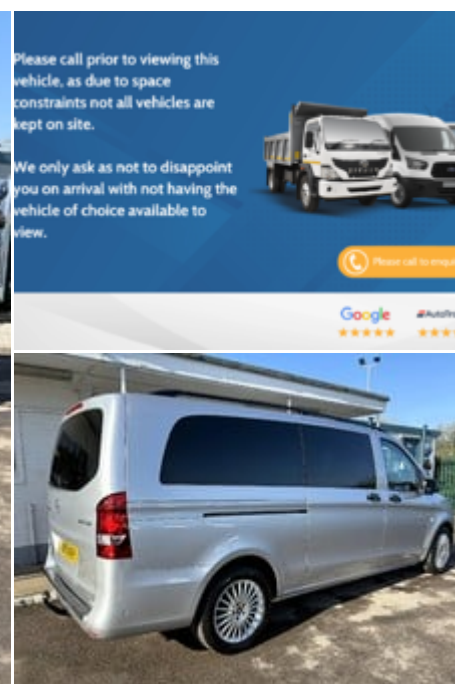 Please call prior to viewing this
vehicle, as due to space
constraints not all vehicles are
kept on site.
We only ask as not to disappoint
you on arrival with not having the
vehicle of choice available to
view.
Please call to enqui
Google
AutoTra